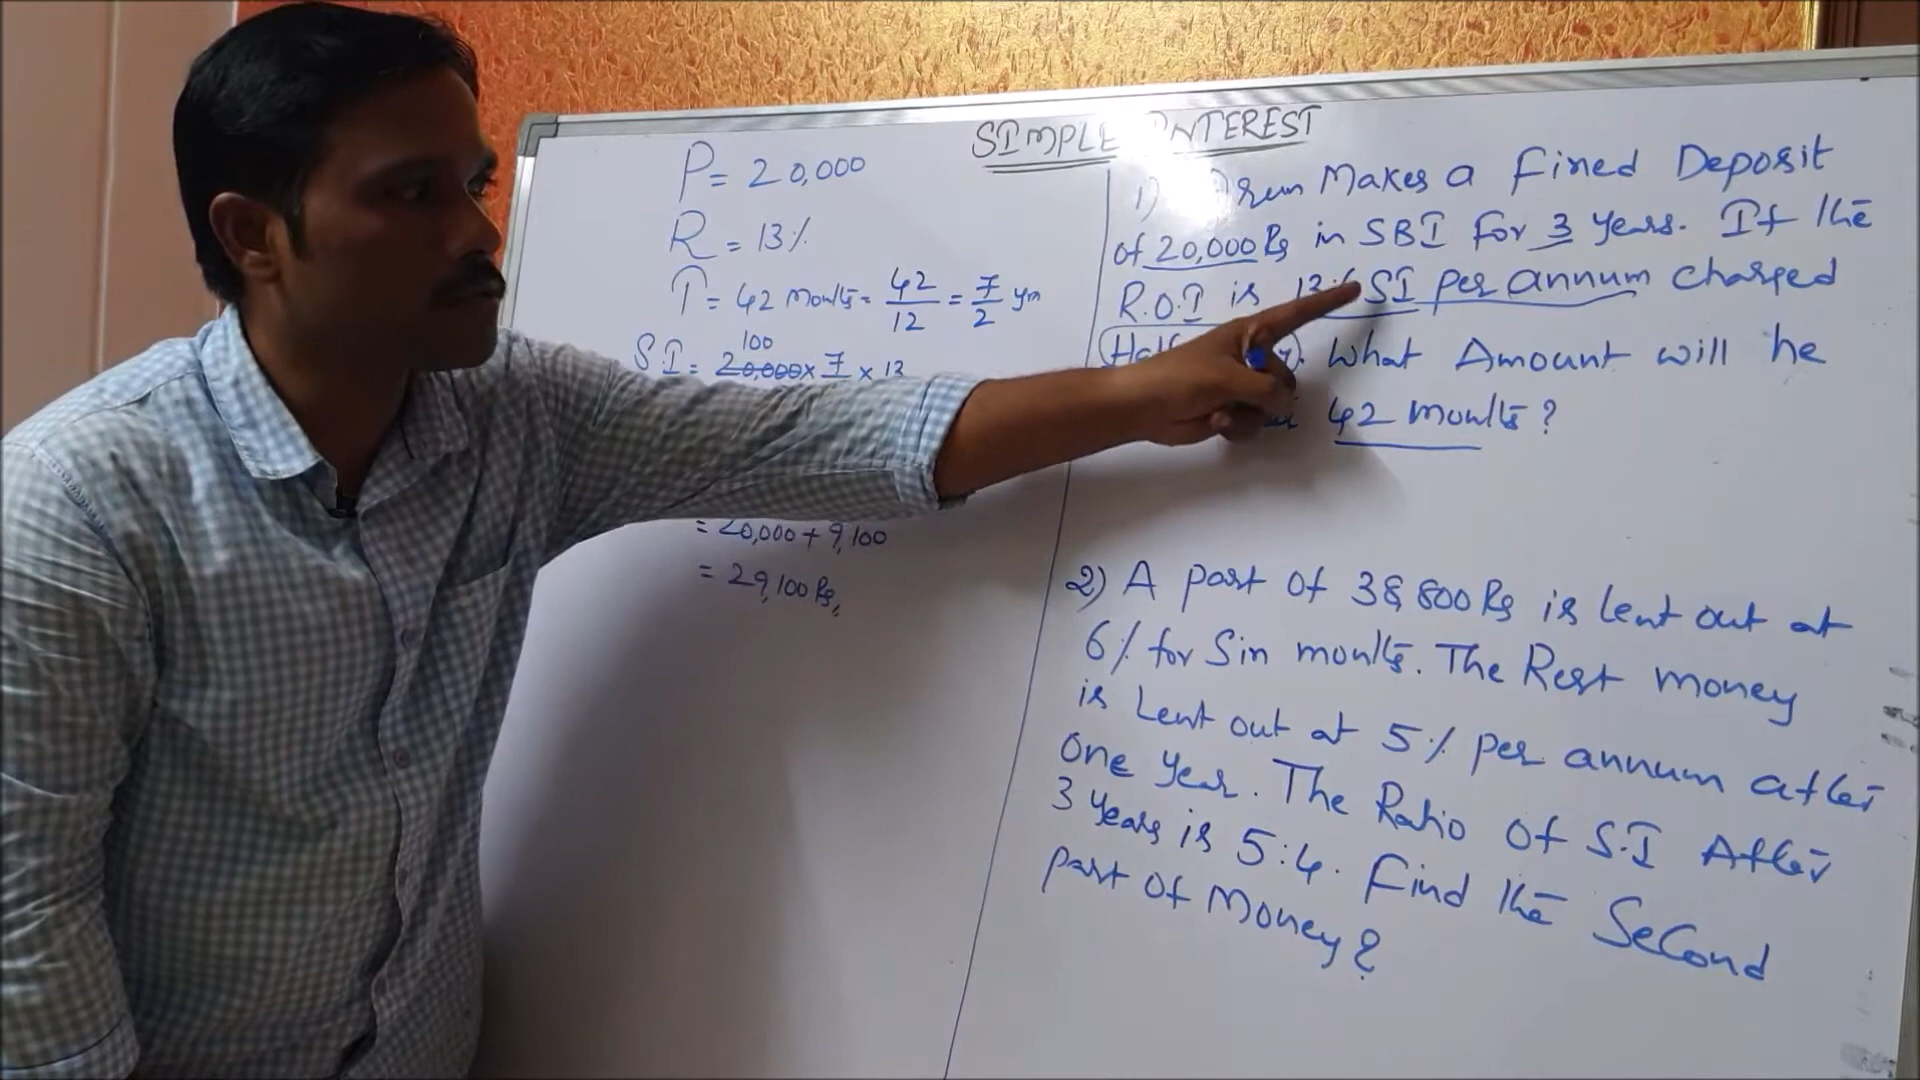 SIMPLE INTEREST
P = 20,000
R = 13%
T = 42 Months = 42/12 = 7/2 yrs
100
S.I = 20,000 x 7 x 13
= 20,000 + 9,100
= 29,100 Rs
1) Makes a Fixed Deposit
of 20,000 Rs in SBI For 3 Years. If the
R.O.I is 13% SI per annum charged
Half What Amount will he
42 Months?
2) A part of 38,800 Rs is Lent out at
6% for Six months. The Rest money
is Lent out at 5% per annum after
One Year. The Ratio Of S.I After
3 Years is 5:4. Find the Second
part Of Money?